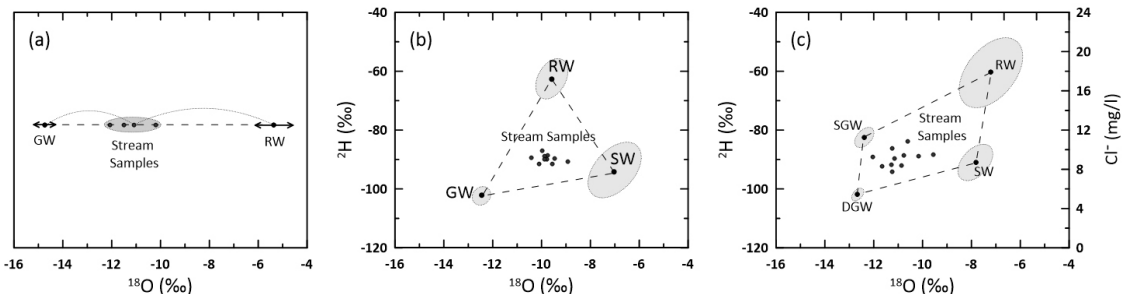 (a)
GW
Stream
Samples
RW
-16 -14 -12 -10 -8 -6 -4
18O (‰)
(b)
-40
-60
-80
-100
-120
2H (‰)
RW
Stream Samples
SW
GW
-16 -14 -12 -10 -8 -6 -4
18O (‰)
(c)
-40
-60
-80
-100
-120
2H (‰)
RW
SGW
Stream
Samples
SW
DGW
24
20
16
12
8
4
0
Cl- (mg/l)
-16 -14 -12 -10 -8 -6 -4
18O (‰)